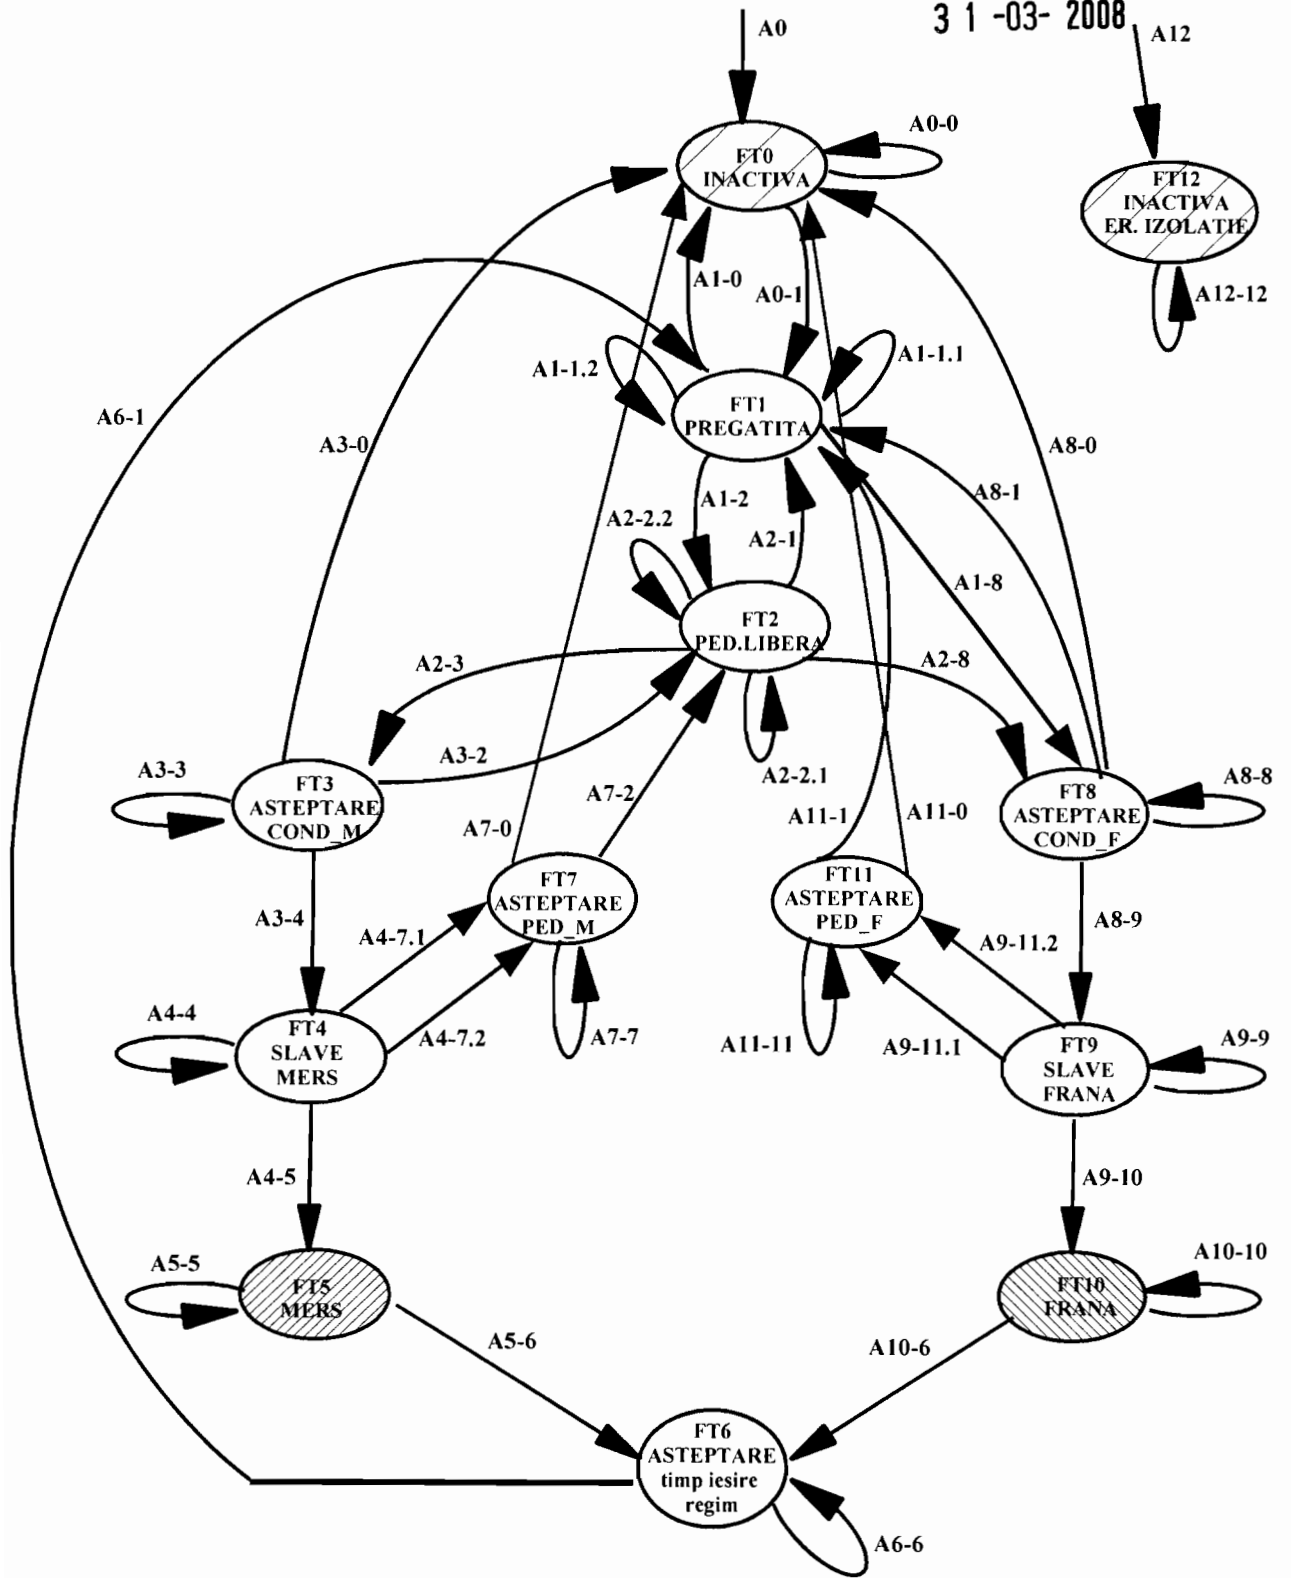 31-03-2008
A0
A12
A0-0
FT0
INACTIVA
FT12
INACTIVA
ER. IZOLATIE
A1-0
A0-1
A12-12
A1-1.2
A1-1.1
FT1
PREGATITA
A6-1
A3-0
A8-0
A8-1
A1-2
A2-2.2
A2-1
A1-8
FT2
PED.LIBERA
A2-3
A2-8
A3-2
A2-2.1
A3-3
FT3
ASTEPTARE
COND_M
A7-2
A7-0
A11-1
A11-0
FT8
ASTEPTARE
COND_F
A8-8
FT7
ASTEPTARE
PED_M
FT11
ASTEPTARE
PED_F
A3-4
A4-7.1
A9-11.2
A8-9
A4-4
FT4
SLAVE
MERS
A4-7.2
A7-7
A11-11
A9-11.1
FT9
SLAVE
FRANA
A9-9
A4-5
A9-10
A5-5
FT5
MERS
FT10
FRANA
A10-10
A5-6
A10-6
FT6
ASTEPTARE
timp iesire
regim
A6-6